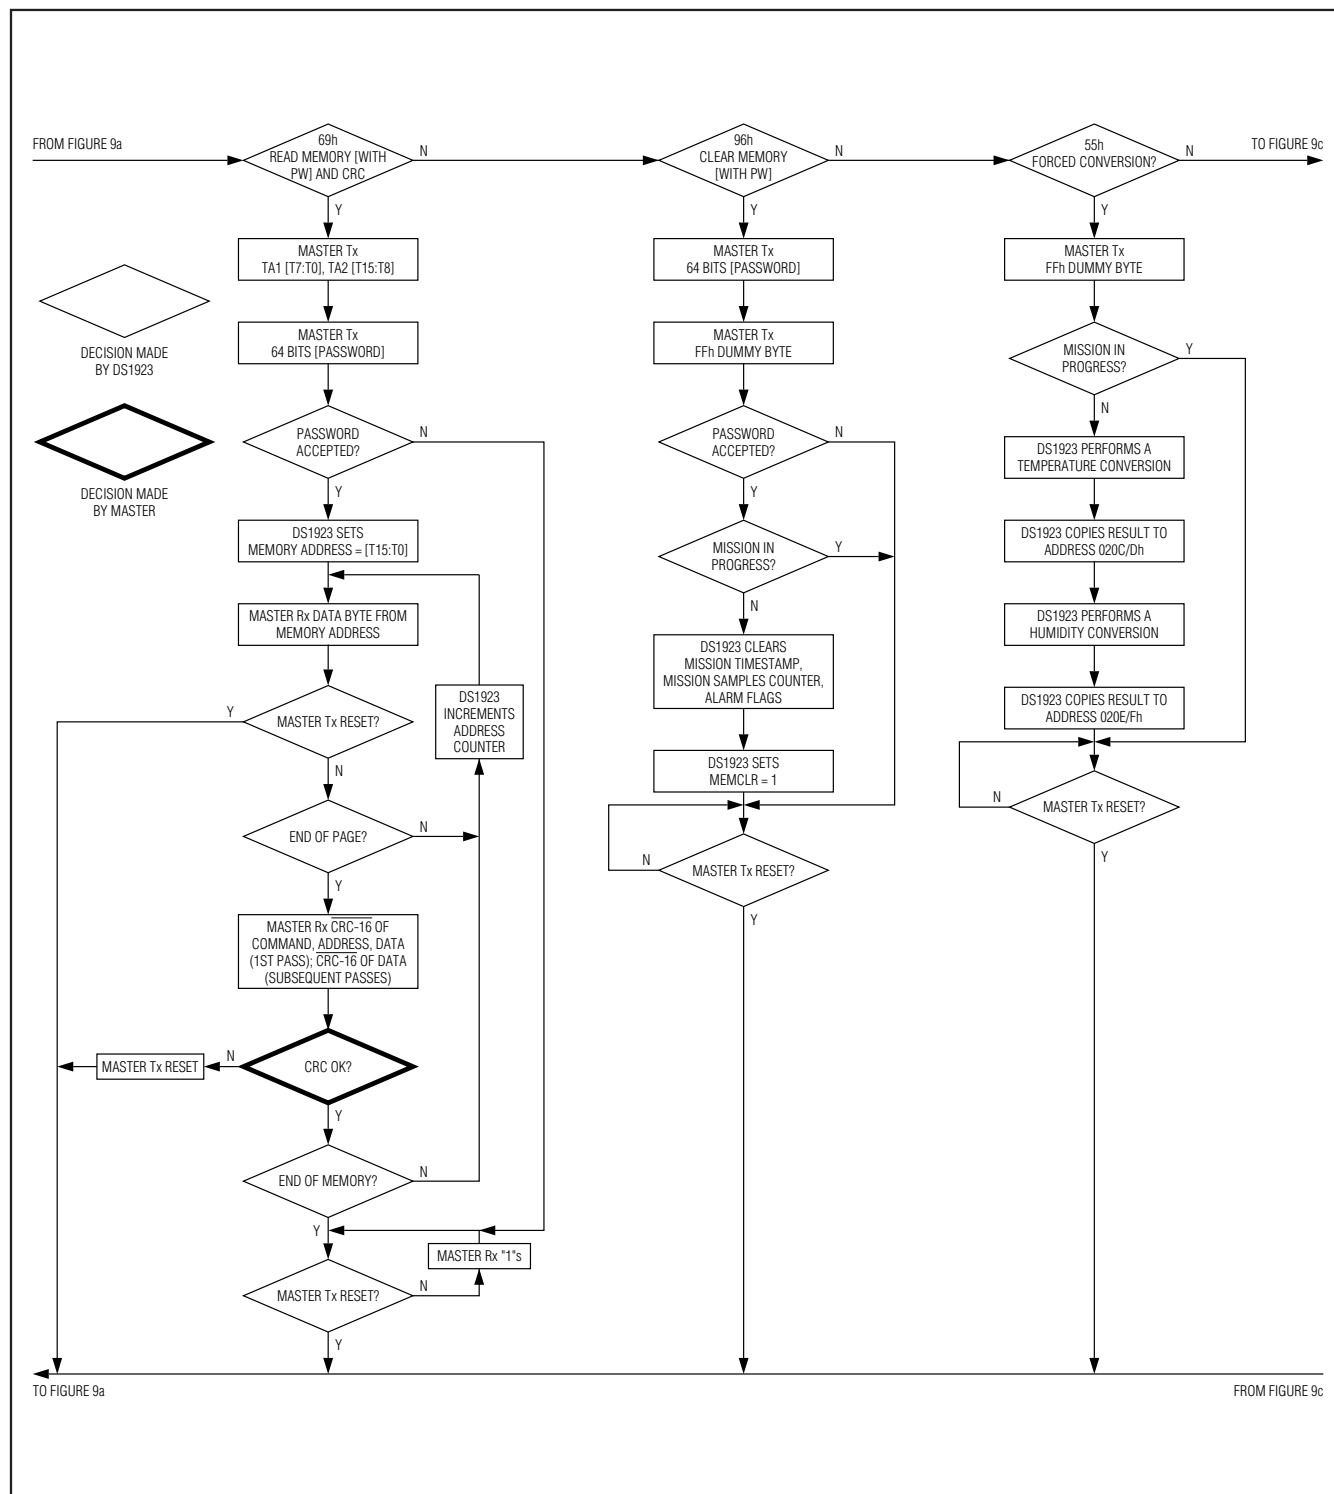 FROM FIGURE 9a
69h
READ MEMORY [WITH
PW] AND CRC
N
Y
MASTER Tx
TA1 [T7:T0], TA2 [T15:T8]
MASTER Tx
64 BITS [PASSWORD]
DECISION MADE
BY DS1923
DECISION MADE
BY MASTER
PASSWORD
ACCEPTED?
N
Y
DS1923 SETS
MEMORY ADDRESS = [T15:T0]
MASTER Rx DATA BYTE FROM
MEMORY ADDRESS
DS1923
INCREMENTS
ADDRESS
COUNTER
Y
MASTER Tx RESET?
N
END OF PAGE?
N
Y
MASTER Rx CRC-16 OF
COMMAND, ADDRESS, DATA
(1ST PASS); CRC-16 OF DATA
(SUBSEQUENT PASSES)
MASTER Tx RESET
N
CRC OK?
Y
END OF MEMORY?
N
Y
MASTER Rx "1"s
MASTER Tx RESET?
N
Y
96h
CLEAR MEMORY
[WITH PW]
N
Y
MASTER Tx
64 BITS [PASSWORD]
MASTER Tx
FFh DUMMY BYTE
PASSWORD
ACCEPTED?
N
Y
MISSION IN
PROGRESS?
Y
N
DS1923 CLEARS
MISSION TIMESTAMP,
MISSION SAMPLES COUNTER,
ALARM FLAGS
DS1923 SETS
MEMCLR = 1
N
MASTER Tx RESET?
Y
55h
FORCED CONVERSION?
N
TO FIGURE 9c
Y
MASTER Tx
FFh DUMMY BYTE
MISSION IN
PROGRESS?
Y
N
DS1923 PERFORMS A
TEMPERATURE CONVERSION
DS1923 COPIES RESULT TO
ADDRESS 020C/Dh
DS1923 PERFORMS A
HUMIDITY CONVERSION
DS1923 COPIES RESULT TO
ADDRESS 020E/Fh
N
MASTER Tx RESET?
Y
TO FIGURE 9a
FROM FIGURE 9c